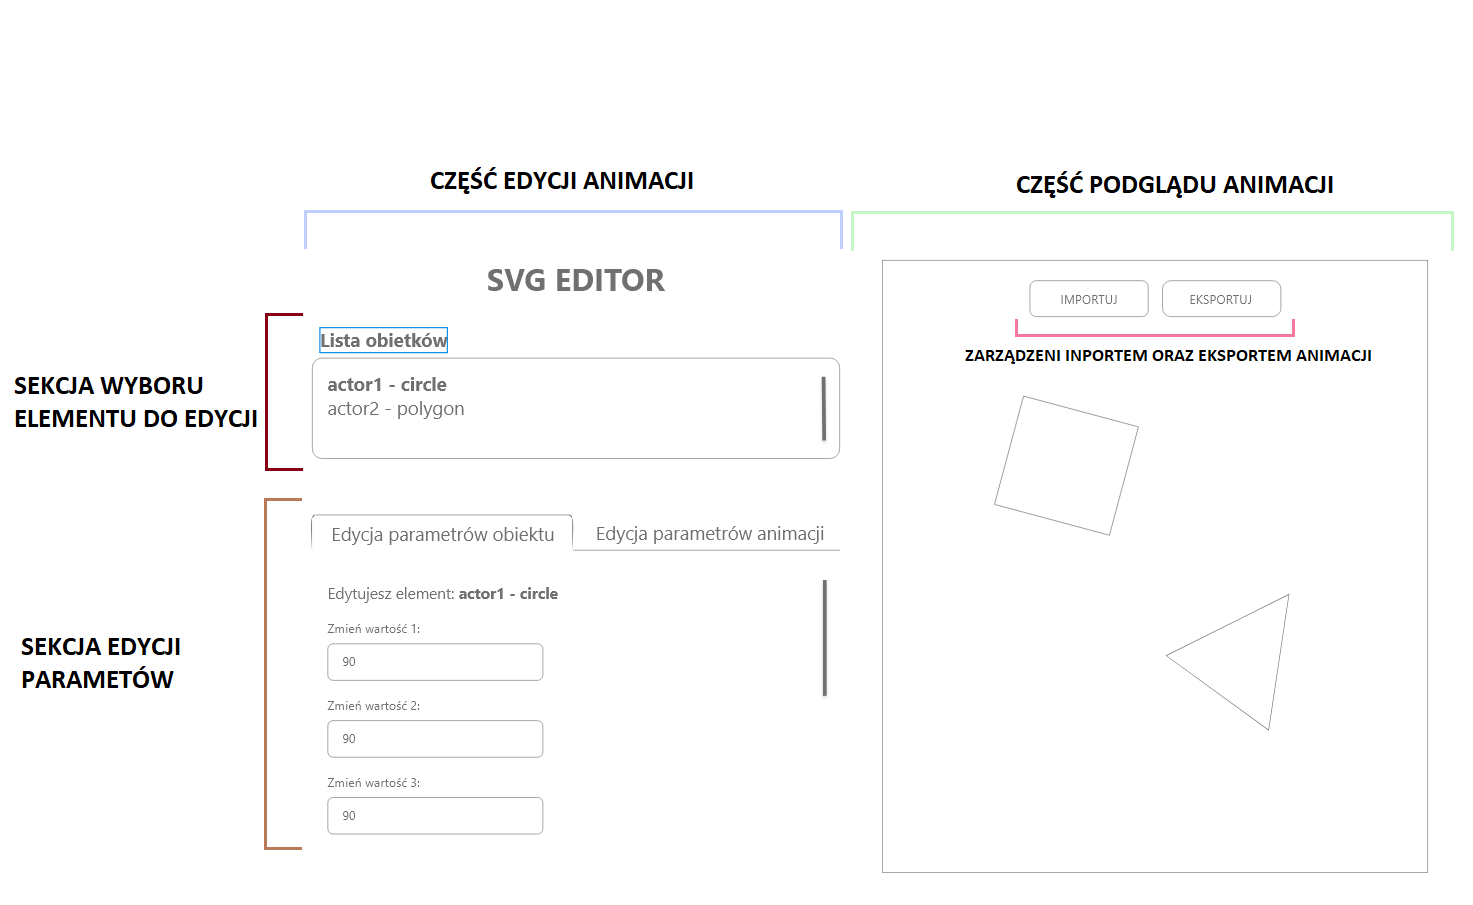 CZĘŚĆ EDYCJI ANIMACJI
CZĘŚĆ PODGLĄDU ANIMACJI
SVG EDITOR
IMPORTUJ
EKSPORTUJ
ZARZĄDZENI INPORTEM ORAZ EKSPORTEM ANIMACJI
Lista obietków
SEKCJA WYBORU
ELEMENTU DO EDYCJI
actor1 - circle
actor2 - polygon
Edycja parametrów obiektu
Edycja parametrów animacji
SEKCJA EDYCJI
PARAMETÓW
Edytujesz element: actor1 - circle
Zmień wartość 1:
90
Zmień wartość 2:
90
Zmień wartość 3:
90